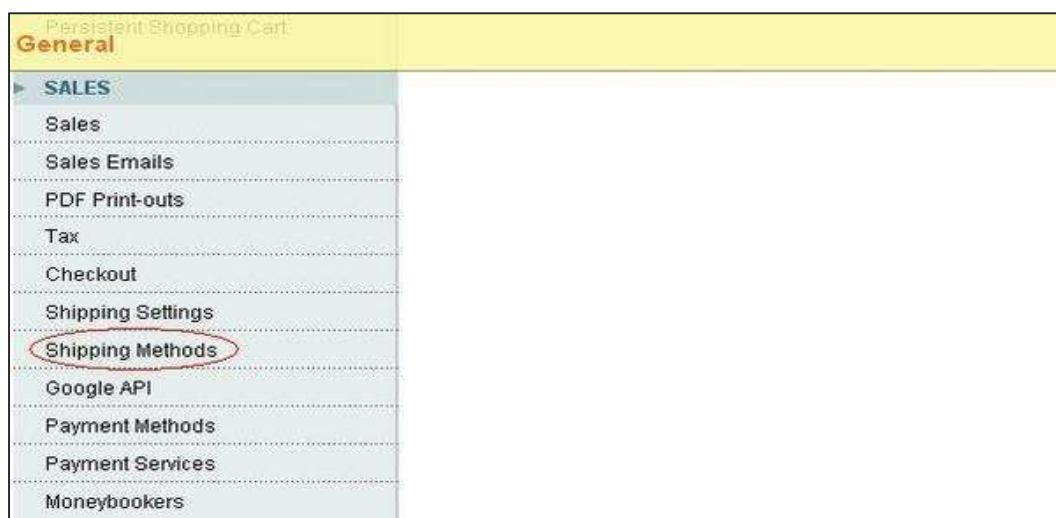 Persistent Shopping Cart
General
SALES
Sales
Sales Emails
PDF Print-outs
Tax
Checkout
Shipping Settings
Shipping Methods
Google API
Payment Methods
Payment Services
Moneybookers